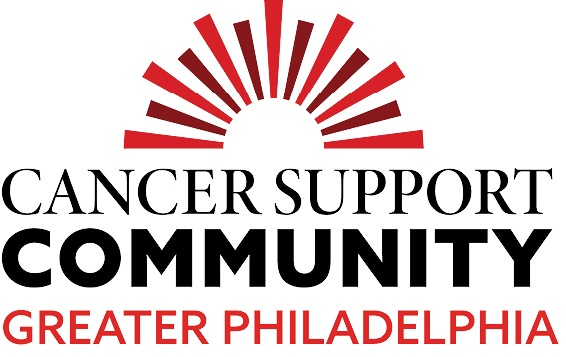 CANCER SUPPORT
COMMUNITY
GREATER PHILADELPHIA